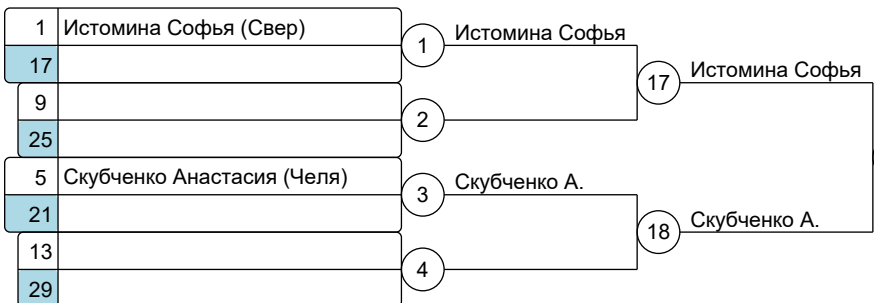 1 Истомина Софья (Свер)
1 Истомина Софья
17
17 Истомина Софья
9
2
25
5 Скубченко Анастасия (Челя)
3 Скубченко А.
21
18 Скубченко А.
13
4
29